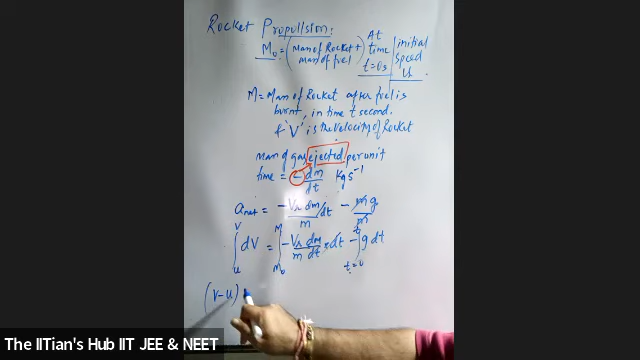 Rocket Propulsion:
M₀ = (Mass of Rocket + mass of fuel) At time t=0s initial speed u.
M = Mass of Rocket after fuel is
burnt, in time t second.
& 'V' is the velocity of Rocket
Mass of gas ejected per unit
time = -dm/dt kg s⁻¹
a_net = (-V_r dm/dt)/m - mg/m
∫_u^V dV = ∫_{M₀}^M -(V_r/m)(dm/dt) × dt - ∫_{t=0}^t g dt
(V-u)
The IITian's Hub IIT JEE & NEET